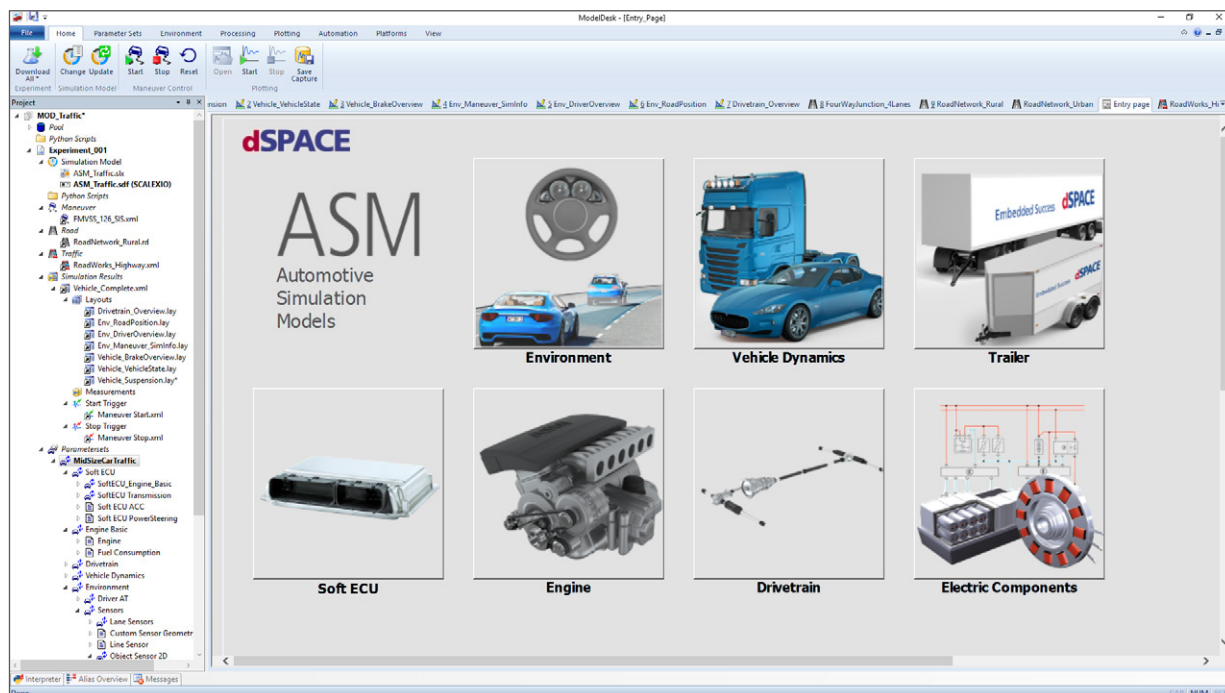 ModelDesk - [Entry_Page]
File Home Parameter Sets Environment Processing Plotting Automation Platforms View
Download All Change Update Start Stop Reset Open Start Stop Save Capture
Experiment Simulation Model Maneuver Control Plotting
Project
nsion 2 Vehicle_VehicleState 3 Vehicle_BrakeOverview 4 Env_Maneuver_SimInfo 5 Env_DriverOverview 6 Env_RoadPosition 7 Drivetrain_Overview 8 FourWayJunction_4Lanes 9 RoadNetwork_Rural RoadNetwork_Urban Entry page RoadWorks_Hi
MOD_Traffic*
Pool
Python Scripts
Experiment_001
Simulation Model
ASM_Traffic.slx
ASM_Traffic.sdf (SCALEXIO)
Python Scripts
Maneuver
FMVSS_126_SIS.xml
Road
RoadNetwork_Rural.rd
Traffic
RoadWorks_Highway.xml
Simulation Results
Vehicle_Complete.xml
Layouts
Drivetrain_Overview.lay
Env_RoadPosition.lay
Env_DriverOverview.lay
Env_Maneuver_SimInfo.lay
Vehicle_BrakeOverview.lay
Vehicle_VehicleState.lay
Vehicle_Suspension.lay*
Measurements
Start Trigger
Maneuver Start.xml
Stop Trigger
Maneuver Stop.xml
Parametersets
MidSizeCarTraffic
Soft ECU
SoftECU_Engine_Basic
SoftECU Transmission
Soft ECU ACC
Soft ECU PowerSteering
Engine Basic
Engine
Fuel Consumption
Drivetrain
Vehicle Dynamics
Environment
Driver AT
Sensors
Lane Sensors
Custom Sensor Geometr
Line Sensor
Object Sensor 2D
dSPACE
ASM
Automotive
Simulation
Models
Environment
Vehicle Dynamics
Embedded Success dSPACE
Embedded Success dSPACE
Trailer
Soft ECU
Engine
Drivetrain
Electric Components
Interpreter Alias Overview Messages